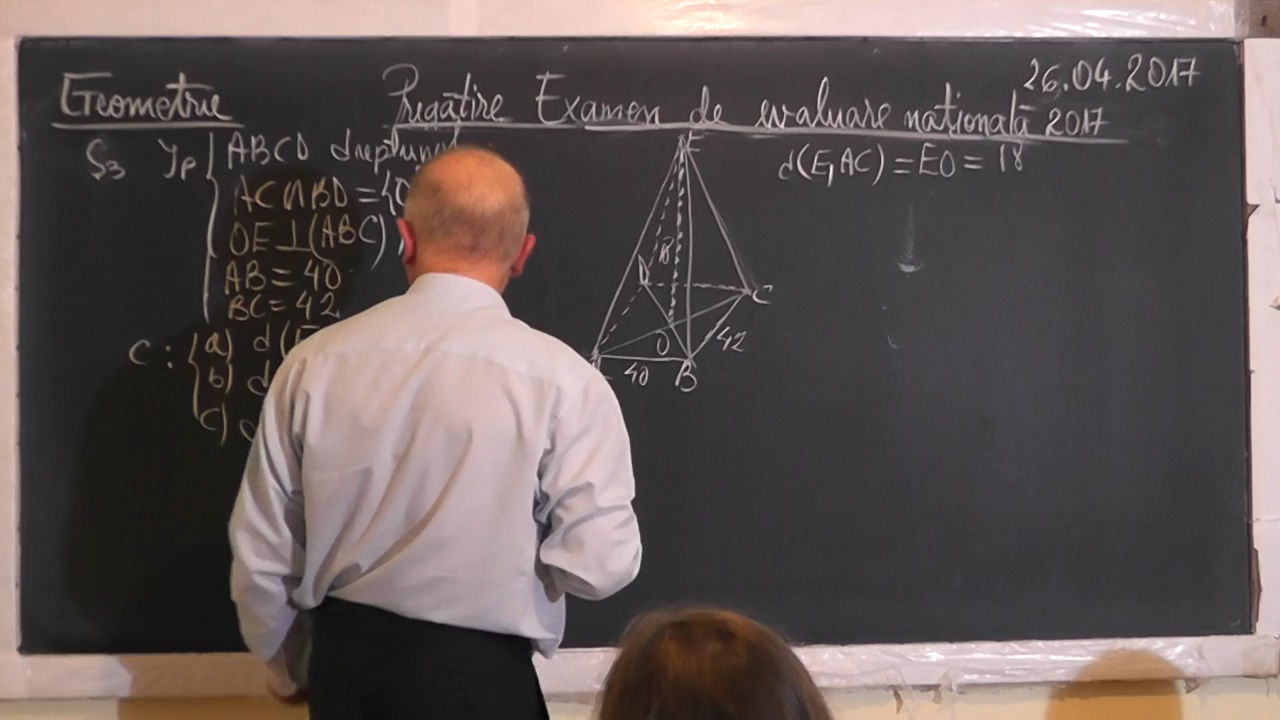 Geometrie
Pregătire Examen de evaluare națională 2017
26.04.2017
S3 Ip ABCD
AC∩BD={O
OE⊥(ABC)
AB=40
BC=42
C: a) d(E
b) d
c)
E
18
D
C
O
42
40
B
d(E,AC)=EO=18